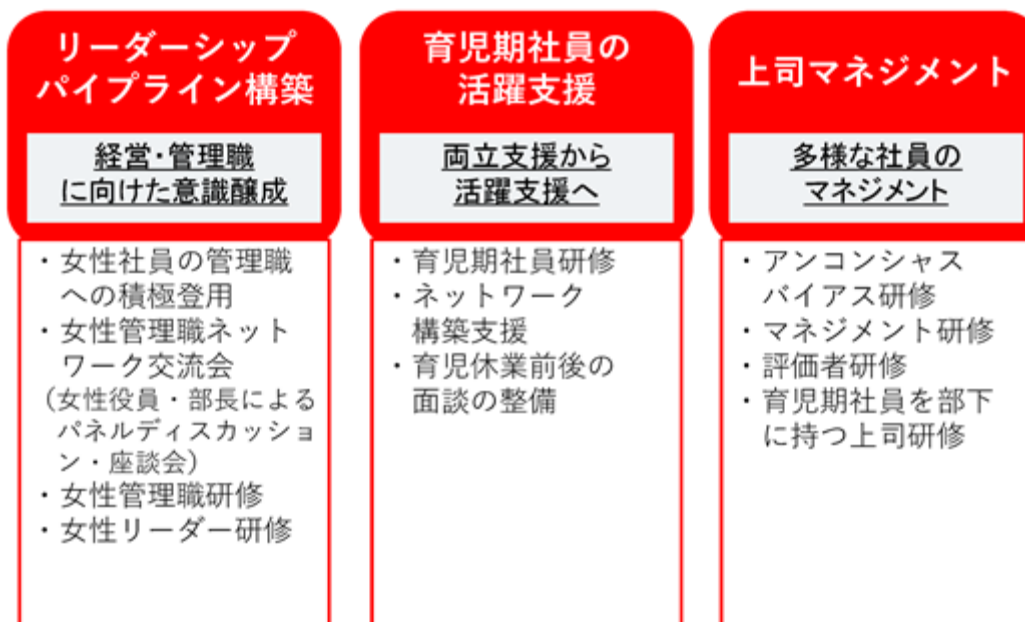 リーダーシップ
パイプライン構築
経営・管理職
に向けた意識醸成
・女性社員の管理職
への積極登用
・女性管理職ネット
ワーク交流会
（女性役員・部長による
パネルディスカッショ
ン・座談会）
・女性管理職研修
・女性リーダー研修
育児期社員の
活躍支援
両立支援から
活躍支援へ
・育児期社員研修
・ネットワーク
構築支援
・育児休業前後の
面談の整備
上司マネジメント
多様な社員の
マネジメント
・アンコンシャス
バイアス研修
・マネジメント研修
・評価者研修
・育児期社員を部下
に持つ上司研修